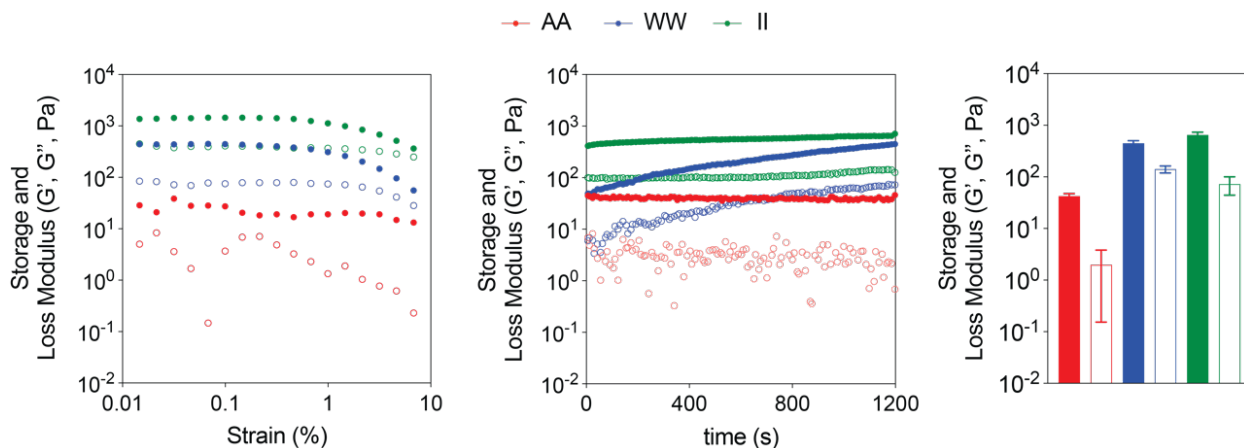 AA WW II
Storage and
Loss Modulus (G', G", Pa)
10^4
10^3
10^2
10^1
10^0
10^-1
10^-2
0.01 0.1 1 10
Strain (%)
Storage and
Loss Modulus (G', G", Pa)
10^4
10^3
10^2
10^1
10^0
10^-1
10^-2
0 400 800 1200
time (s)
Storage and
Loss Modulus (G', G", Pa)
10^4
10^3
10^2
10^1
10^0
10^-1
10^-2